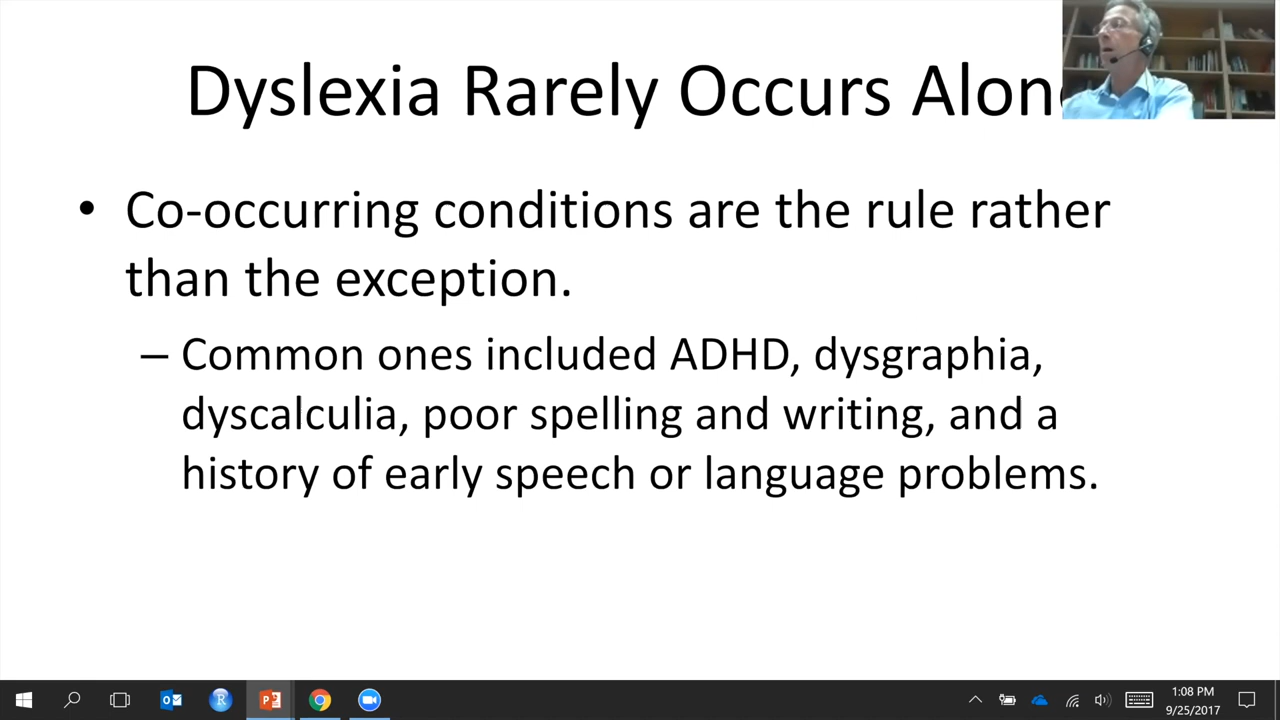 Dyslexia Rarely Occurs Alon
• Co-occurring conditions are the rule rather
than the exception.
– Common ones included ADHD, dysgraphia,
dyscalculia, poor spelling and writing, and a
history of early speech or language problems.
1:08 PM
9/25/2017